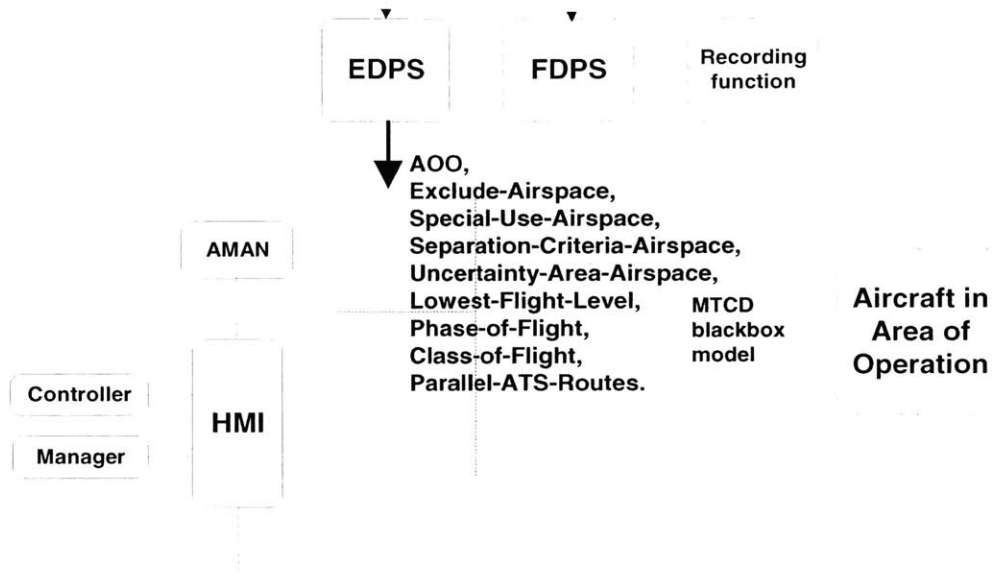 EDPS
FDPS
Recording
function
AOO,
Exclude-Airspace,
Special-Use-Airspace,
Separation-Criteria-Airspace,
Uncertainty-Area-Airspace,
Lowest-Flight-Level,
Phase-of-Flight,
Class-of-Flight,
Parallel-ATS-Routes.
AMAN
MTCD
blackbox
model
Aircraft in
Area of
Operation
Controller
Manager
HMI